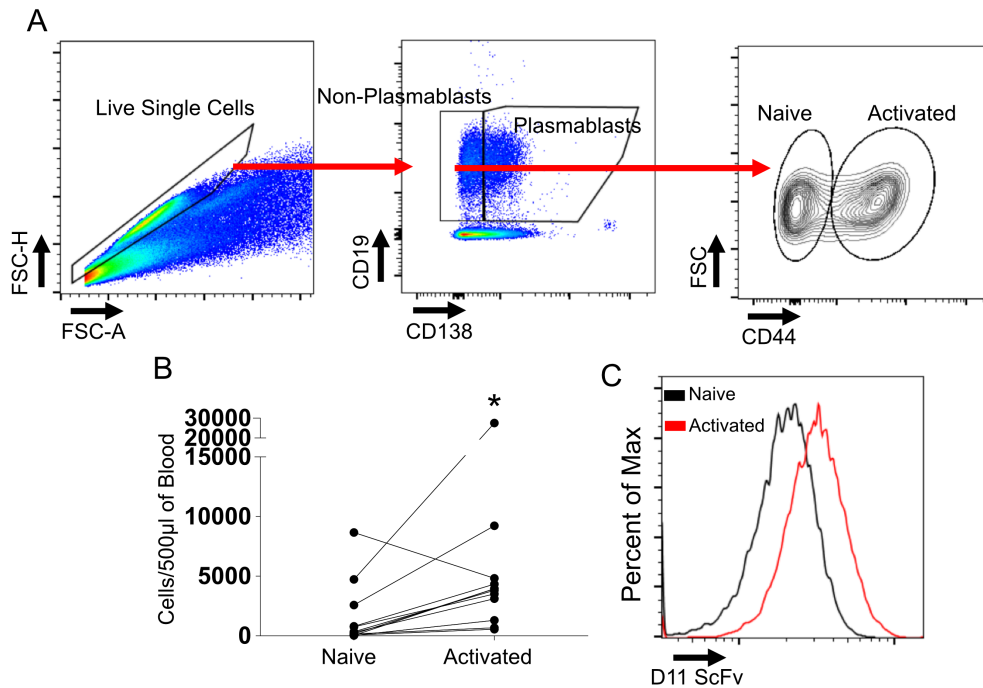 A
Live Single Cells
FSC-H
FSC-A
Non-Plasmablasts
Plasmablasts
CD19
CD138
Naive
Activated
FSC
CD44
B
Cells/500µl of Blood
30000
20000
15000
10000
5000
0
Naive
Activated
*
C
Naive
Activated
Percent of Max
D11 ScFv